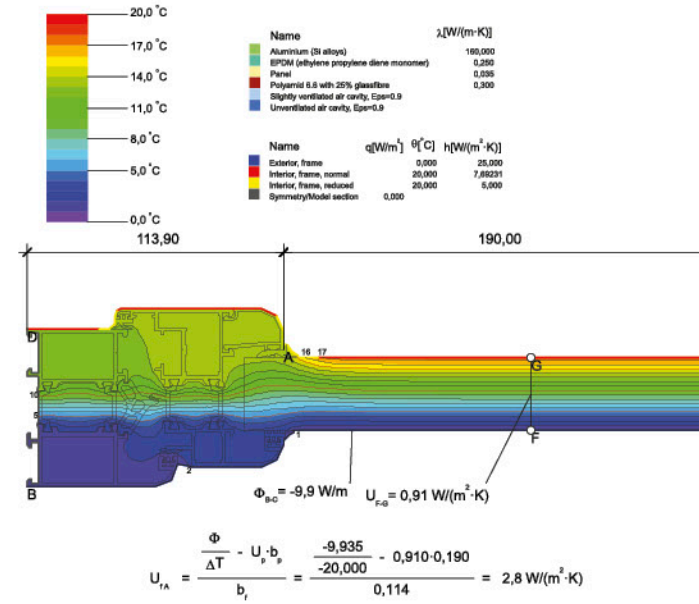 20,0°C
17,0°C
14,0°C
11,0°C
8,0°C
5,0°C
0,0°C
Name λ[W/(m·K)]
Aluminium (Si alloys) 160,000
EPDM (ethylene propylene diene monomer) 0,250
Panel 0,035
Polyamid 6.6 with 25% glassfibre 0,300
Slightly ventilated air cavity, Eps=0.9
Unventilated air cavity, Eps=0.9
Name q[W/m²] θ[°C] h[W/(m²·K)]
Exterior, frame 0,000 25,000
Interior, frame, normal 20,000 7,69231
Interior, frame, reduced 20,000 5,000
Symmetry/Model section 0,000
113,90 190,00
D
A 16 17 G
10
5
1 F
2
B
Φ_B-C = -9,9 W/m U_F-G = 0,91 W/(m²·K)
U_fA = (Φ/ΔT - U_p·b_p)/b_f = (-9,935/-20,000 - 0,910·0,190)/0,114 = 2,8 W/(m²·K)